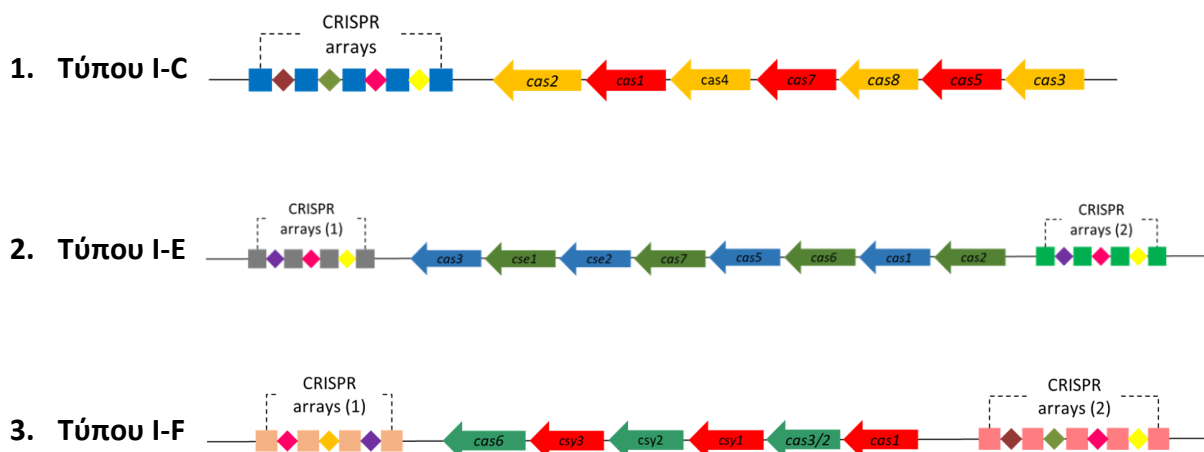 CRISPR
arrays
1. Τύπου I-C
cas2 cas1 cas4 cas7 cas8 cas5 cas3
CRISPR
arrays (1)
CRISPR
arrays (2)
2. Τύπου I-E
cas3 cse1 cse2 cas7 cas5 cas6 cas1 cas2
CRISPR
arrays (1)
CRISPR
arrays (2)
3. Τύπου I-F
cas6 csy3 csy2 csy1 cas3/2 cas1